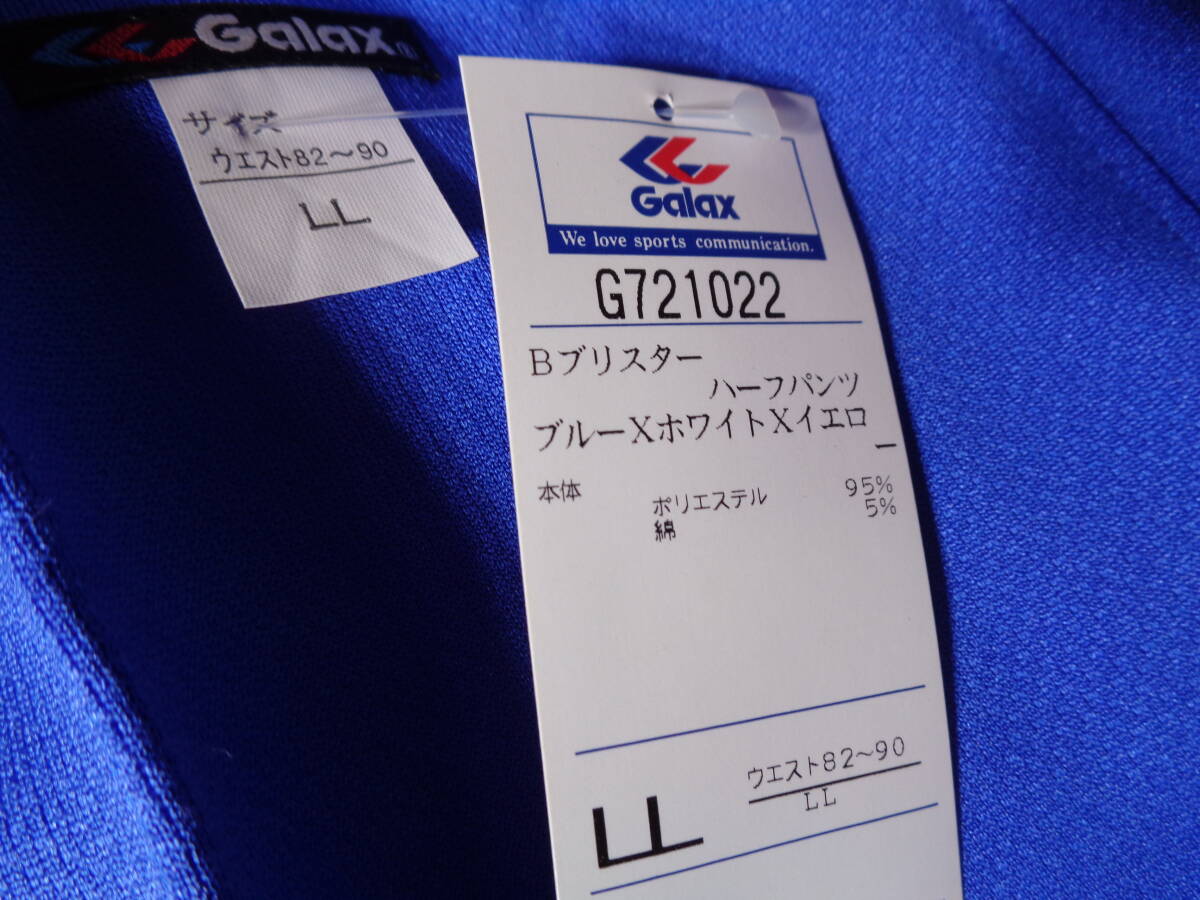 Galax
サイズ
ウエスト82～90
LL
Galax
We love sports communication.
G721022
Bブリスター
ハーフパンツ
ブルーXホワイトXイエロ
ー
本体
ポリエステル 95%
綿 5%
LL
ウエスト82～90
LL